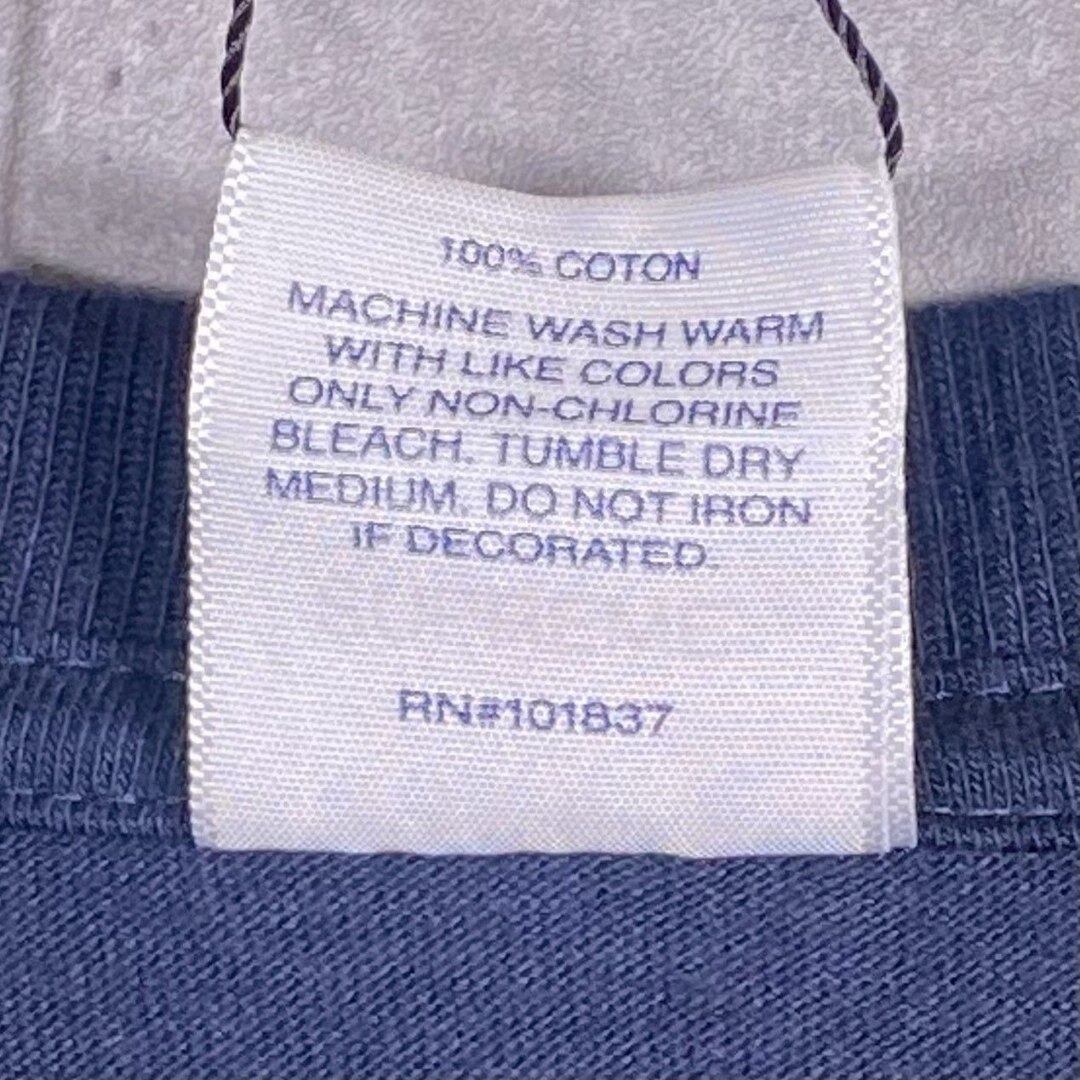 100% COTON
MACHINE WASH WARM
WITH LIKE COLORS
ONLY NON-CHLORINE
BLEACH. TUMBLE DRY
MEDIUM. DO NOT IRON
IF DECORATED.
RN#101837